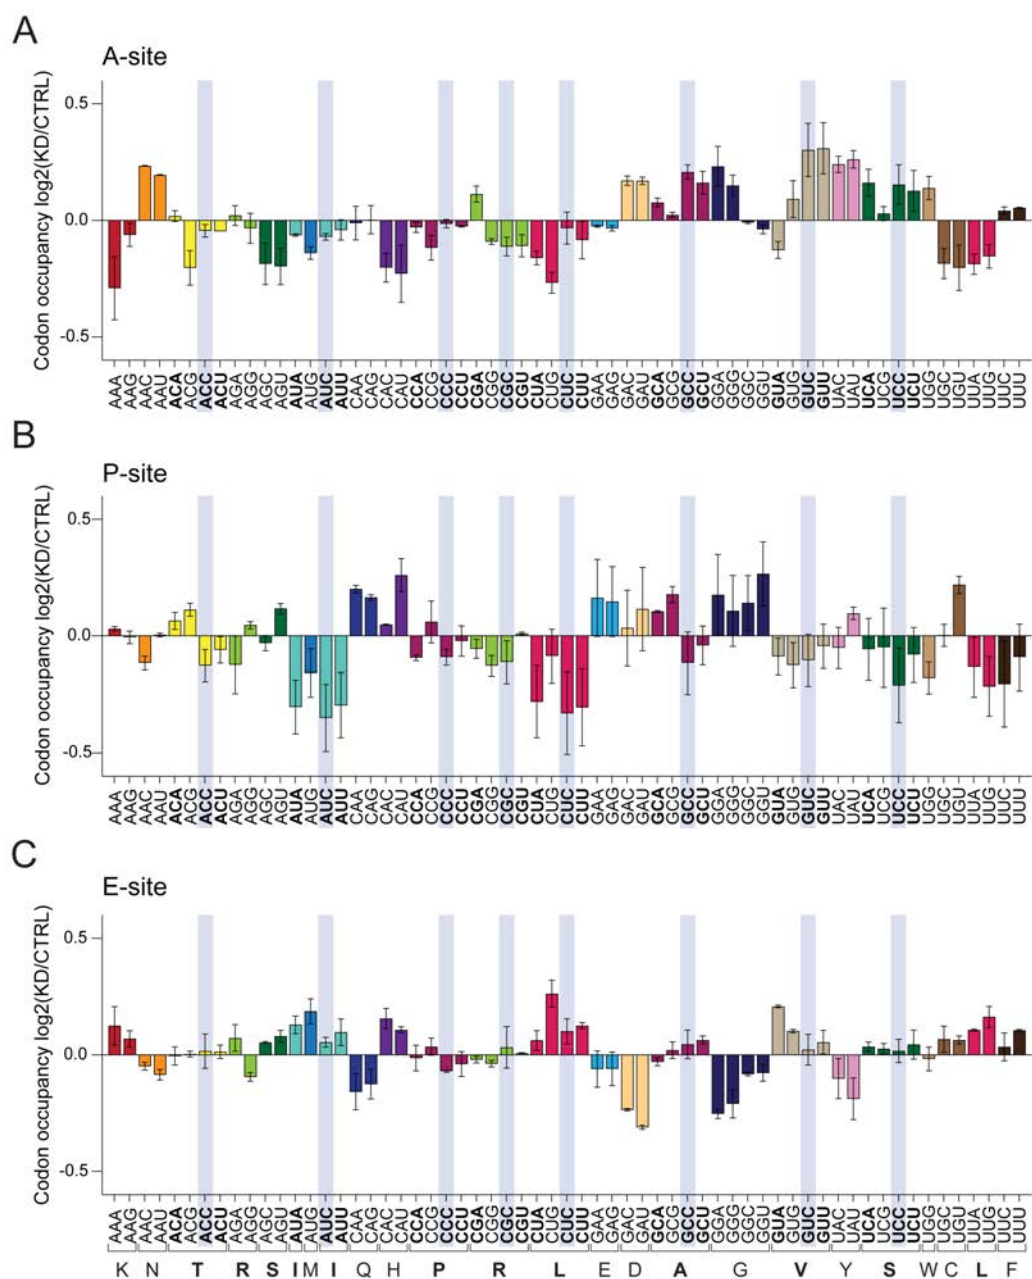 A
A-site
Codon occupancy log2(KD/CTRL)
0.5
0.0
-0.5
AAA AAG AAC AAU ACA ACG ACC ACU AGA AGG AGC AGU AUA AUG AUC AUU CAA CAG CAC CAU CCA CCG CCC CCU CGA CGG CGC CGU CUA CUG CUC CUU GAA GAG GAC GAU GCA GCG GCC GCU GGA GGG GGC GGU GUA GUG GUC GUU UAC UAU UCA UCG UCC UCU UGG UGC UGU UUA UUG UUC UUU
B
P-site
Codon occupancy log2(KD/CTRL)
0.5
0.0
-0.5
AAA AAG AAC AAU ACA ACG ACC ACU AGA AGG AGC AGU AUA AUG AUC AUU CAA CAG CAC CAU CCA CCG CCC CCU CGA CGG CGC CGU CUA CUG CUC CUU GAA GAG GAC GAU GCA GCG GCC GCU GGA GGG GGC GGU GUA GUG GUC GUU UAC UAU UCA UCG UCC UCU UGG UGC UGU UUA UUG UUC UUU
C
E-site
Codon occupancy log2(KD/CTRL)
0.5
0.0
-0.5
AAA AAG AAC AAU ACA ACG ACC ACU AGA AGG AGC AGU AUA AUG AUC AUU CAA CAG CAC CAU CCA CCG CCC CCU CGA CGG CGC CGU CUA CUG CUC CUU GAA GAG GAC GAU GCA GCG GCC GCU GGA GGG GGC GGU GUA GUG GUC GUU UAC UAU UCA UCG UCC UCU UGG UGC UGU UUA UUG UUC UUU
K N T R S I M I Q H P R L E D A G V Y S W C L F